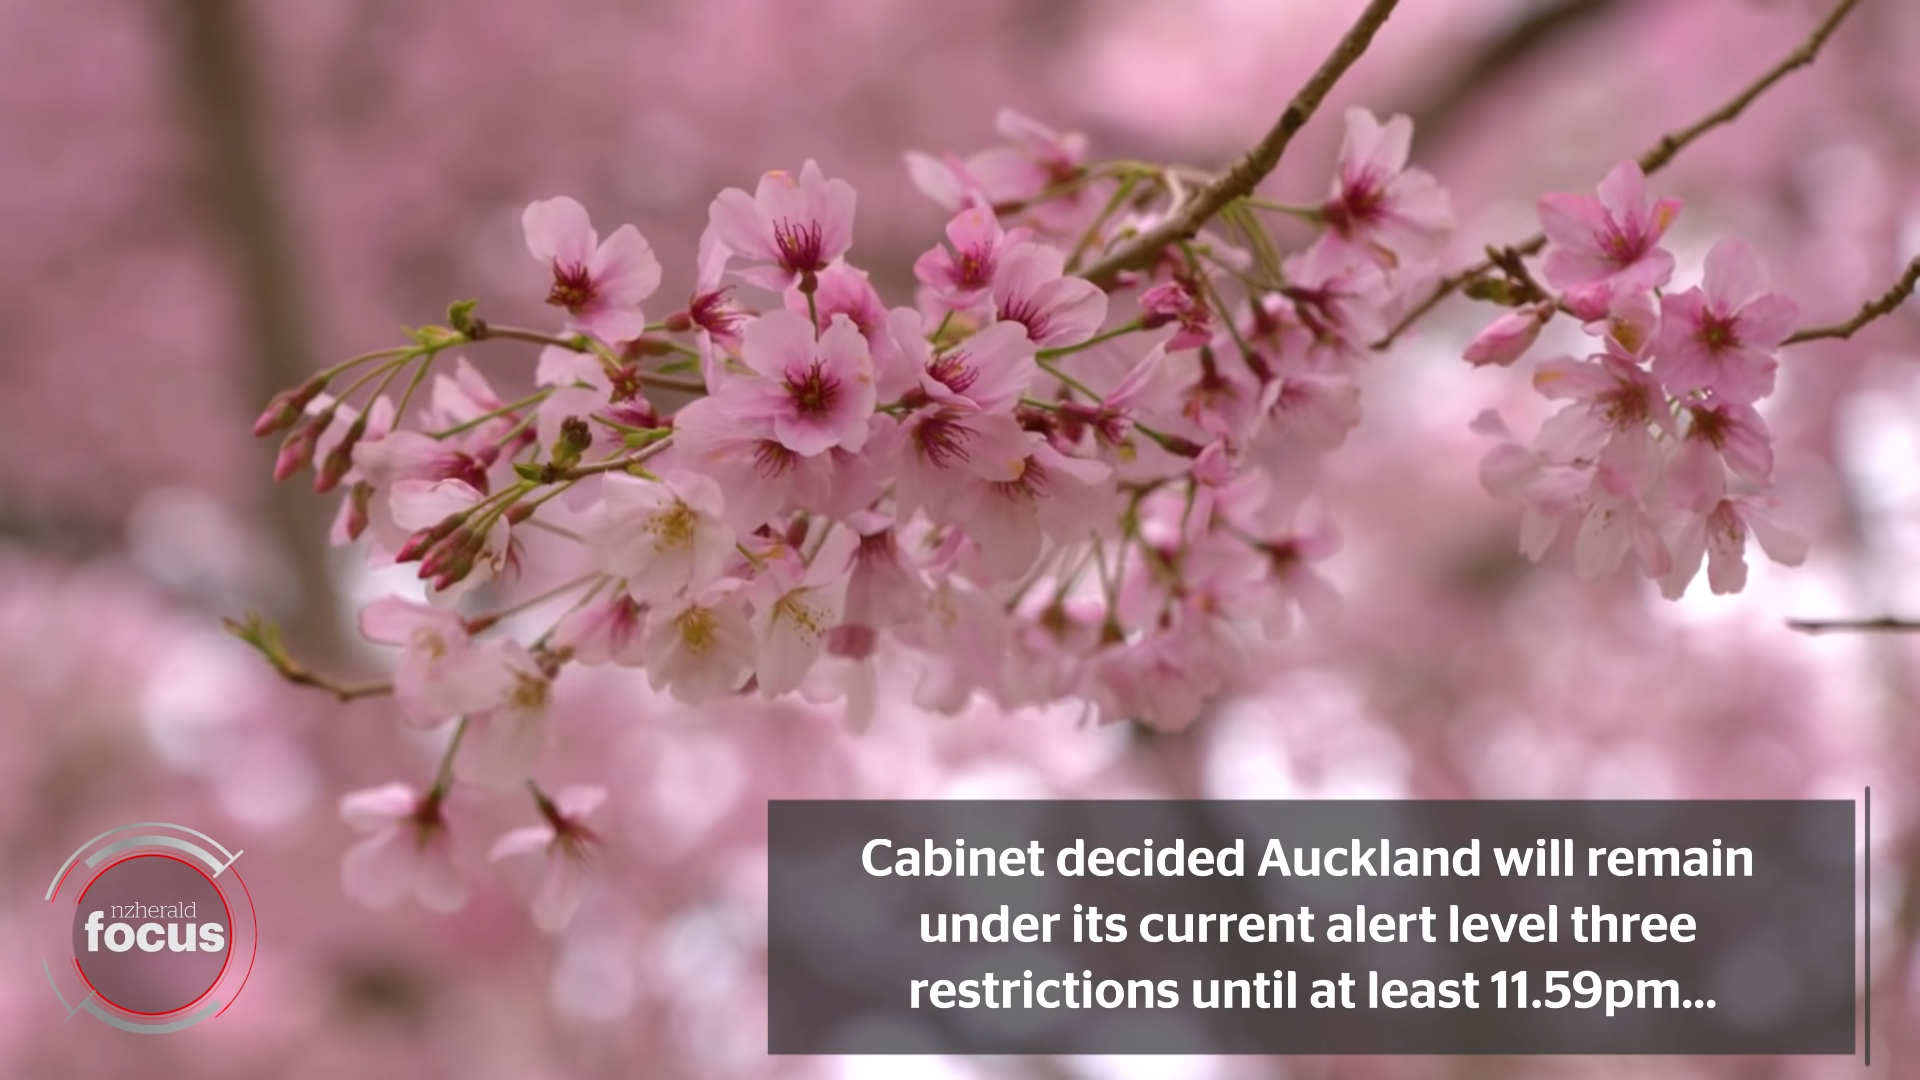 nzherald
focus
Cabinet decided Auckland will remain
under its current alert level three
restrictions until at least 11.59pm...